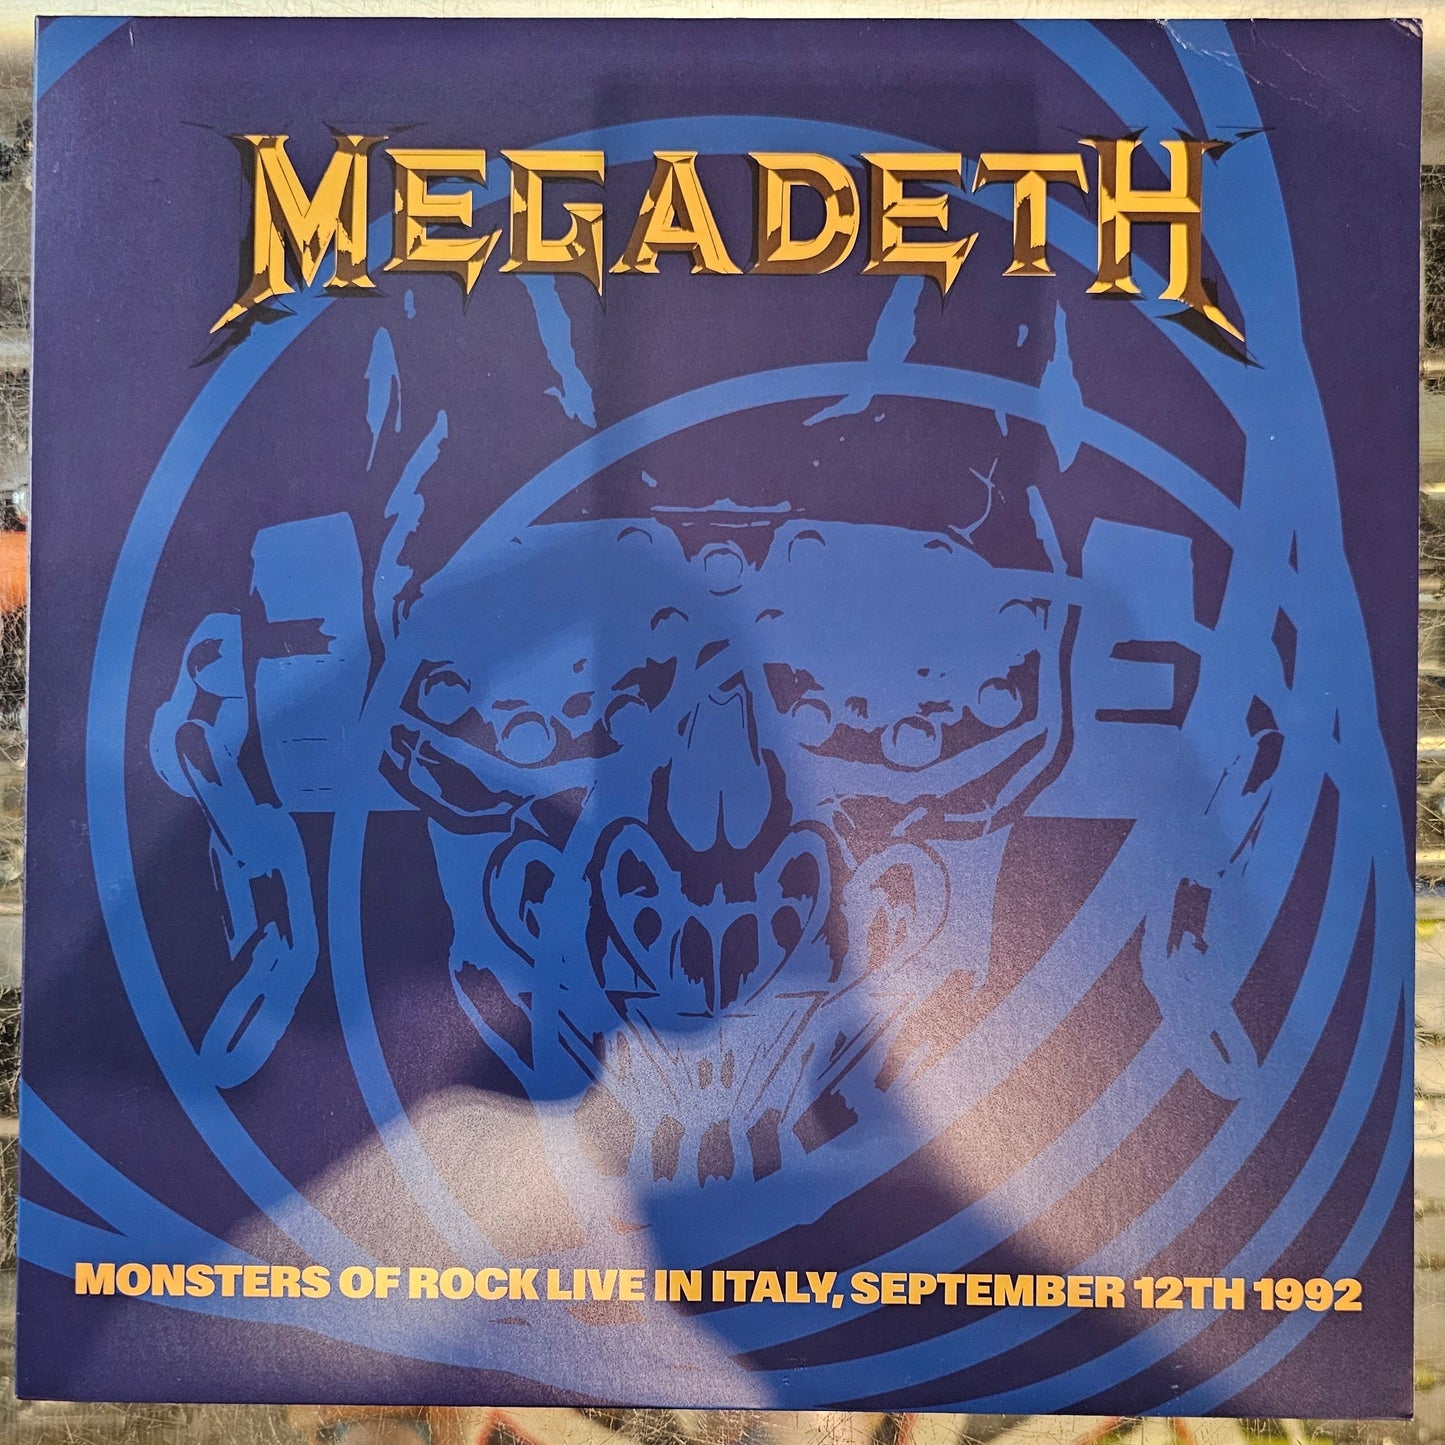 MEGADETH
MONSTERS OF ROCK LIVE IN ITALY, SEPTEMBER 12TH 1992